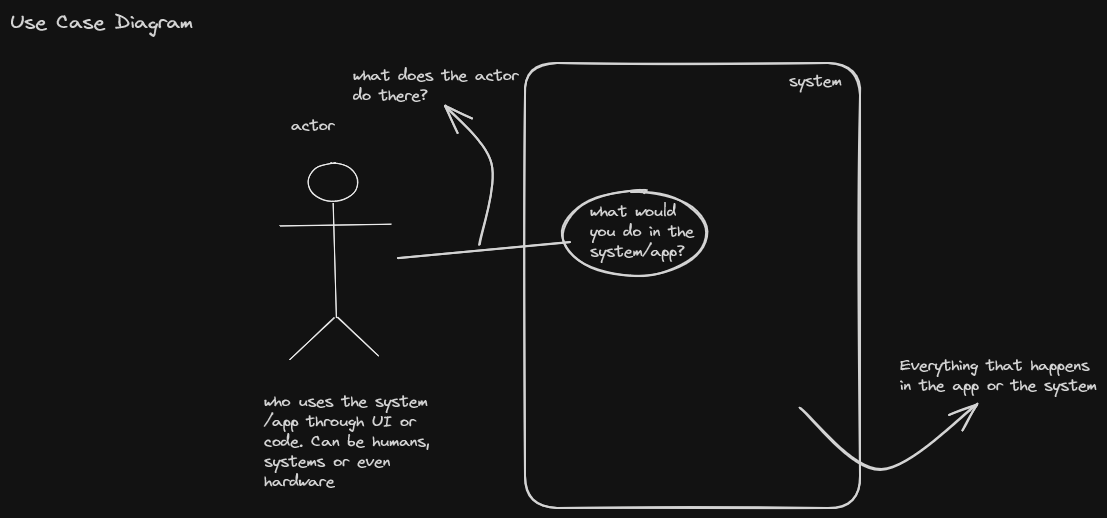 Use Case Diagram
what does the actor
do there?
system
actor
what would
you do in the
system/app?
Everything that happens
in the app or the system
who uses the system
/app through UI or
code. Can be humans,
systems or even
hardware